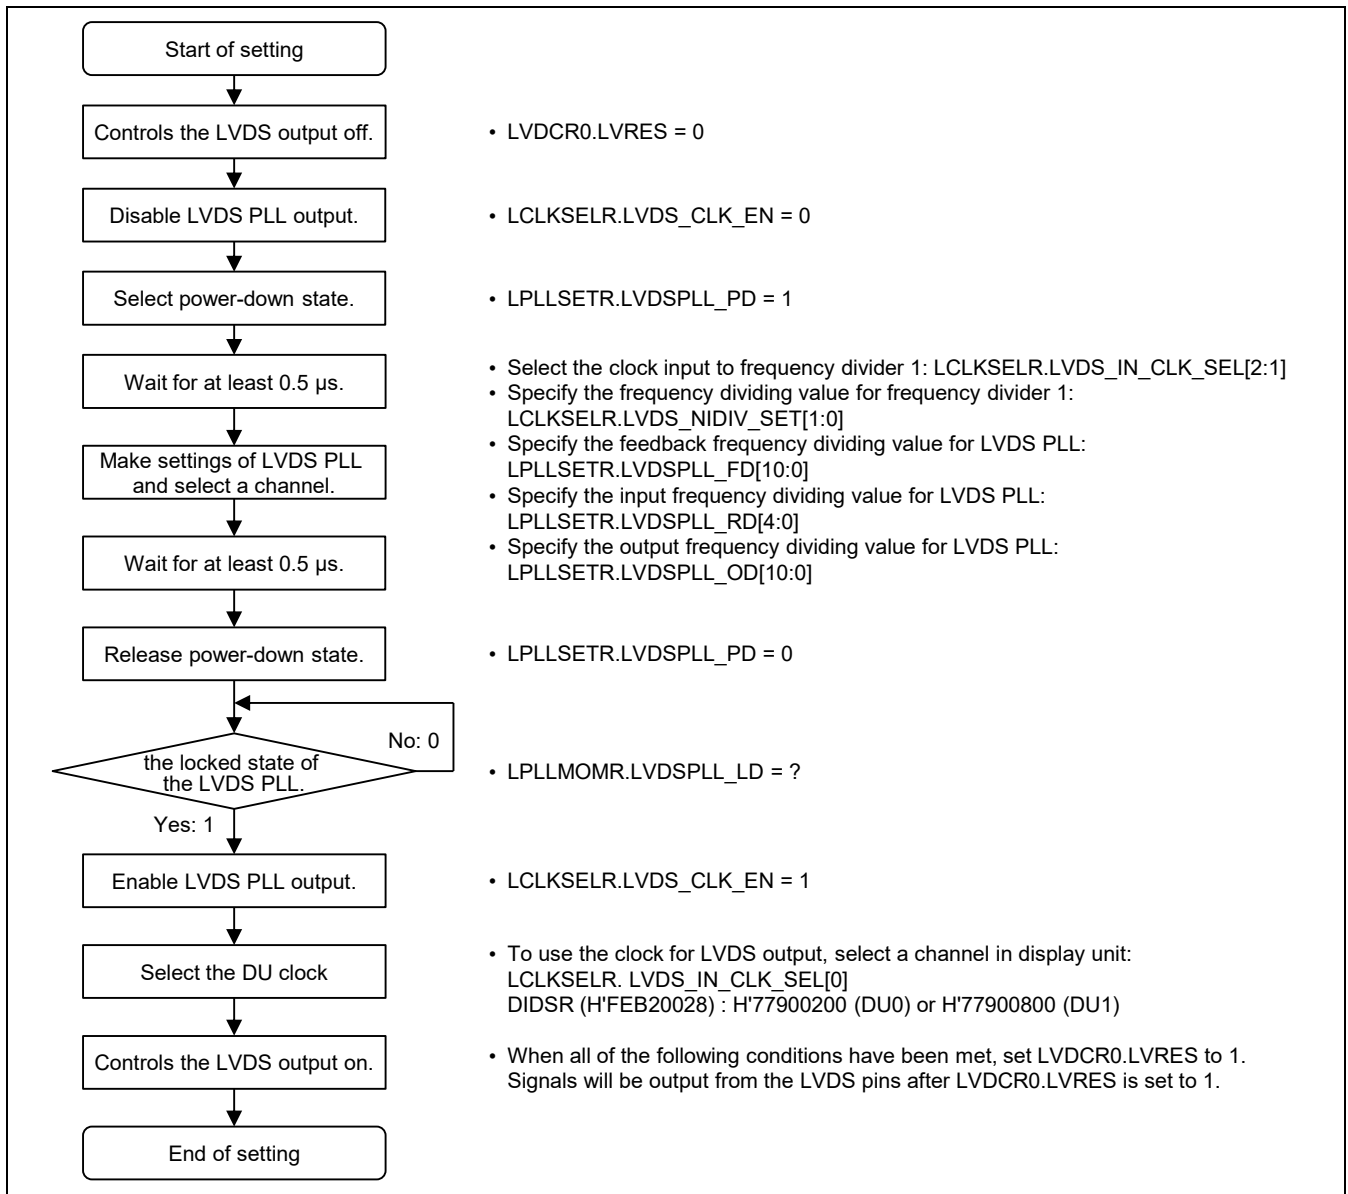 Start of setting
Controls the LVDS output off.
• LVDCR0.LVRES = 0
Disable LVDS PLL output.
• LCLKSELR.LVDS_CLK_EN = 0
Select power-down state.
• LPLLSETR.LVDSPLL_PD = 1
Wait for at least 0.5 µs.
Make settings of LVDS PLL
and select a channel.
Wait for at least 0.5 µs.
• Select the clock input to frequency divider 1: LCLKSELR.LVDS_IN_CLK_SEL[2:1]
• Specify the frequency dividing value for frequency divider 1:
LCLKSELR.LVDS_NIDIV_SET[1:0]
• Specify the feedback frequency dividing value for LVDS PLL:
LPLLSETR.LVDSPLL_FD[10:0]
• Specify the input frequency dividing value for LVDS PLL:
LPLLSETR.LVDSPLL_RD[4:0]
• Specify the output frequency dividing value for LVDS PLL:
LPLLSETR.LVDSPLL_OD[10:0]
Release power-down state.
• LPLLSETR.LVDSPLL_PD = 0
No: 0
the locked state of
the LVDS PLL.
• LPLLMOMR.LVDSPLL_LD = ?
Yes: 1
Enable LVDS PLL output.
• LCLKSELR.LVDS_CLK_EN = 1
Select the DU clock
• To use the clock for LVDS output, select a channel in display unit:
LCLKSELR. LVDS_IN_CLK_SEL[0]
DIDSR (H'FEB20028) : H'77900200 (DU0) or H'77900800 (DU1)
Controls the LVDS output on.
• When all of the following conditions have been met, set LVDCR0.LVRES to 1.
Signals will be output from the LVDS pins after LVDCR0.LVRES is set to 1.
End of setting